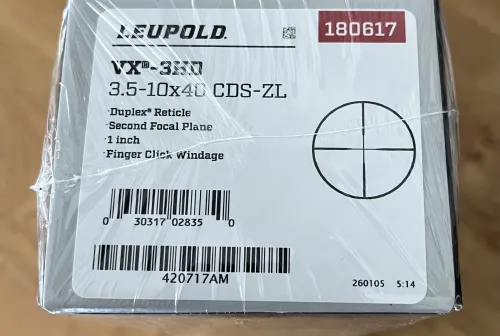 LEUPOLD.
180617
VX®-3HD
3.5-10x40 CDS-ZL
·Duplex® Reticle
·Second Focal Plane
·1 inch
·Finger Click Windage
0 30317 02835 0
420717AM
260105 5:14